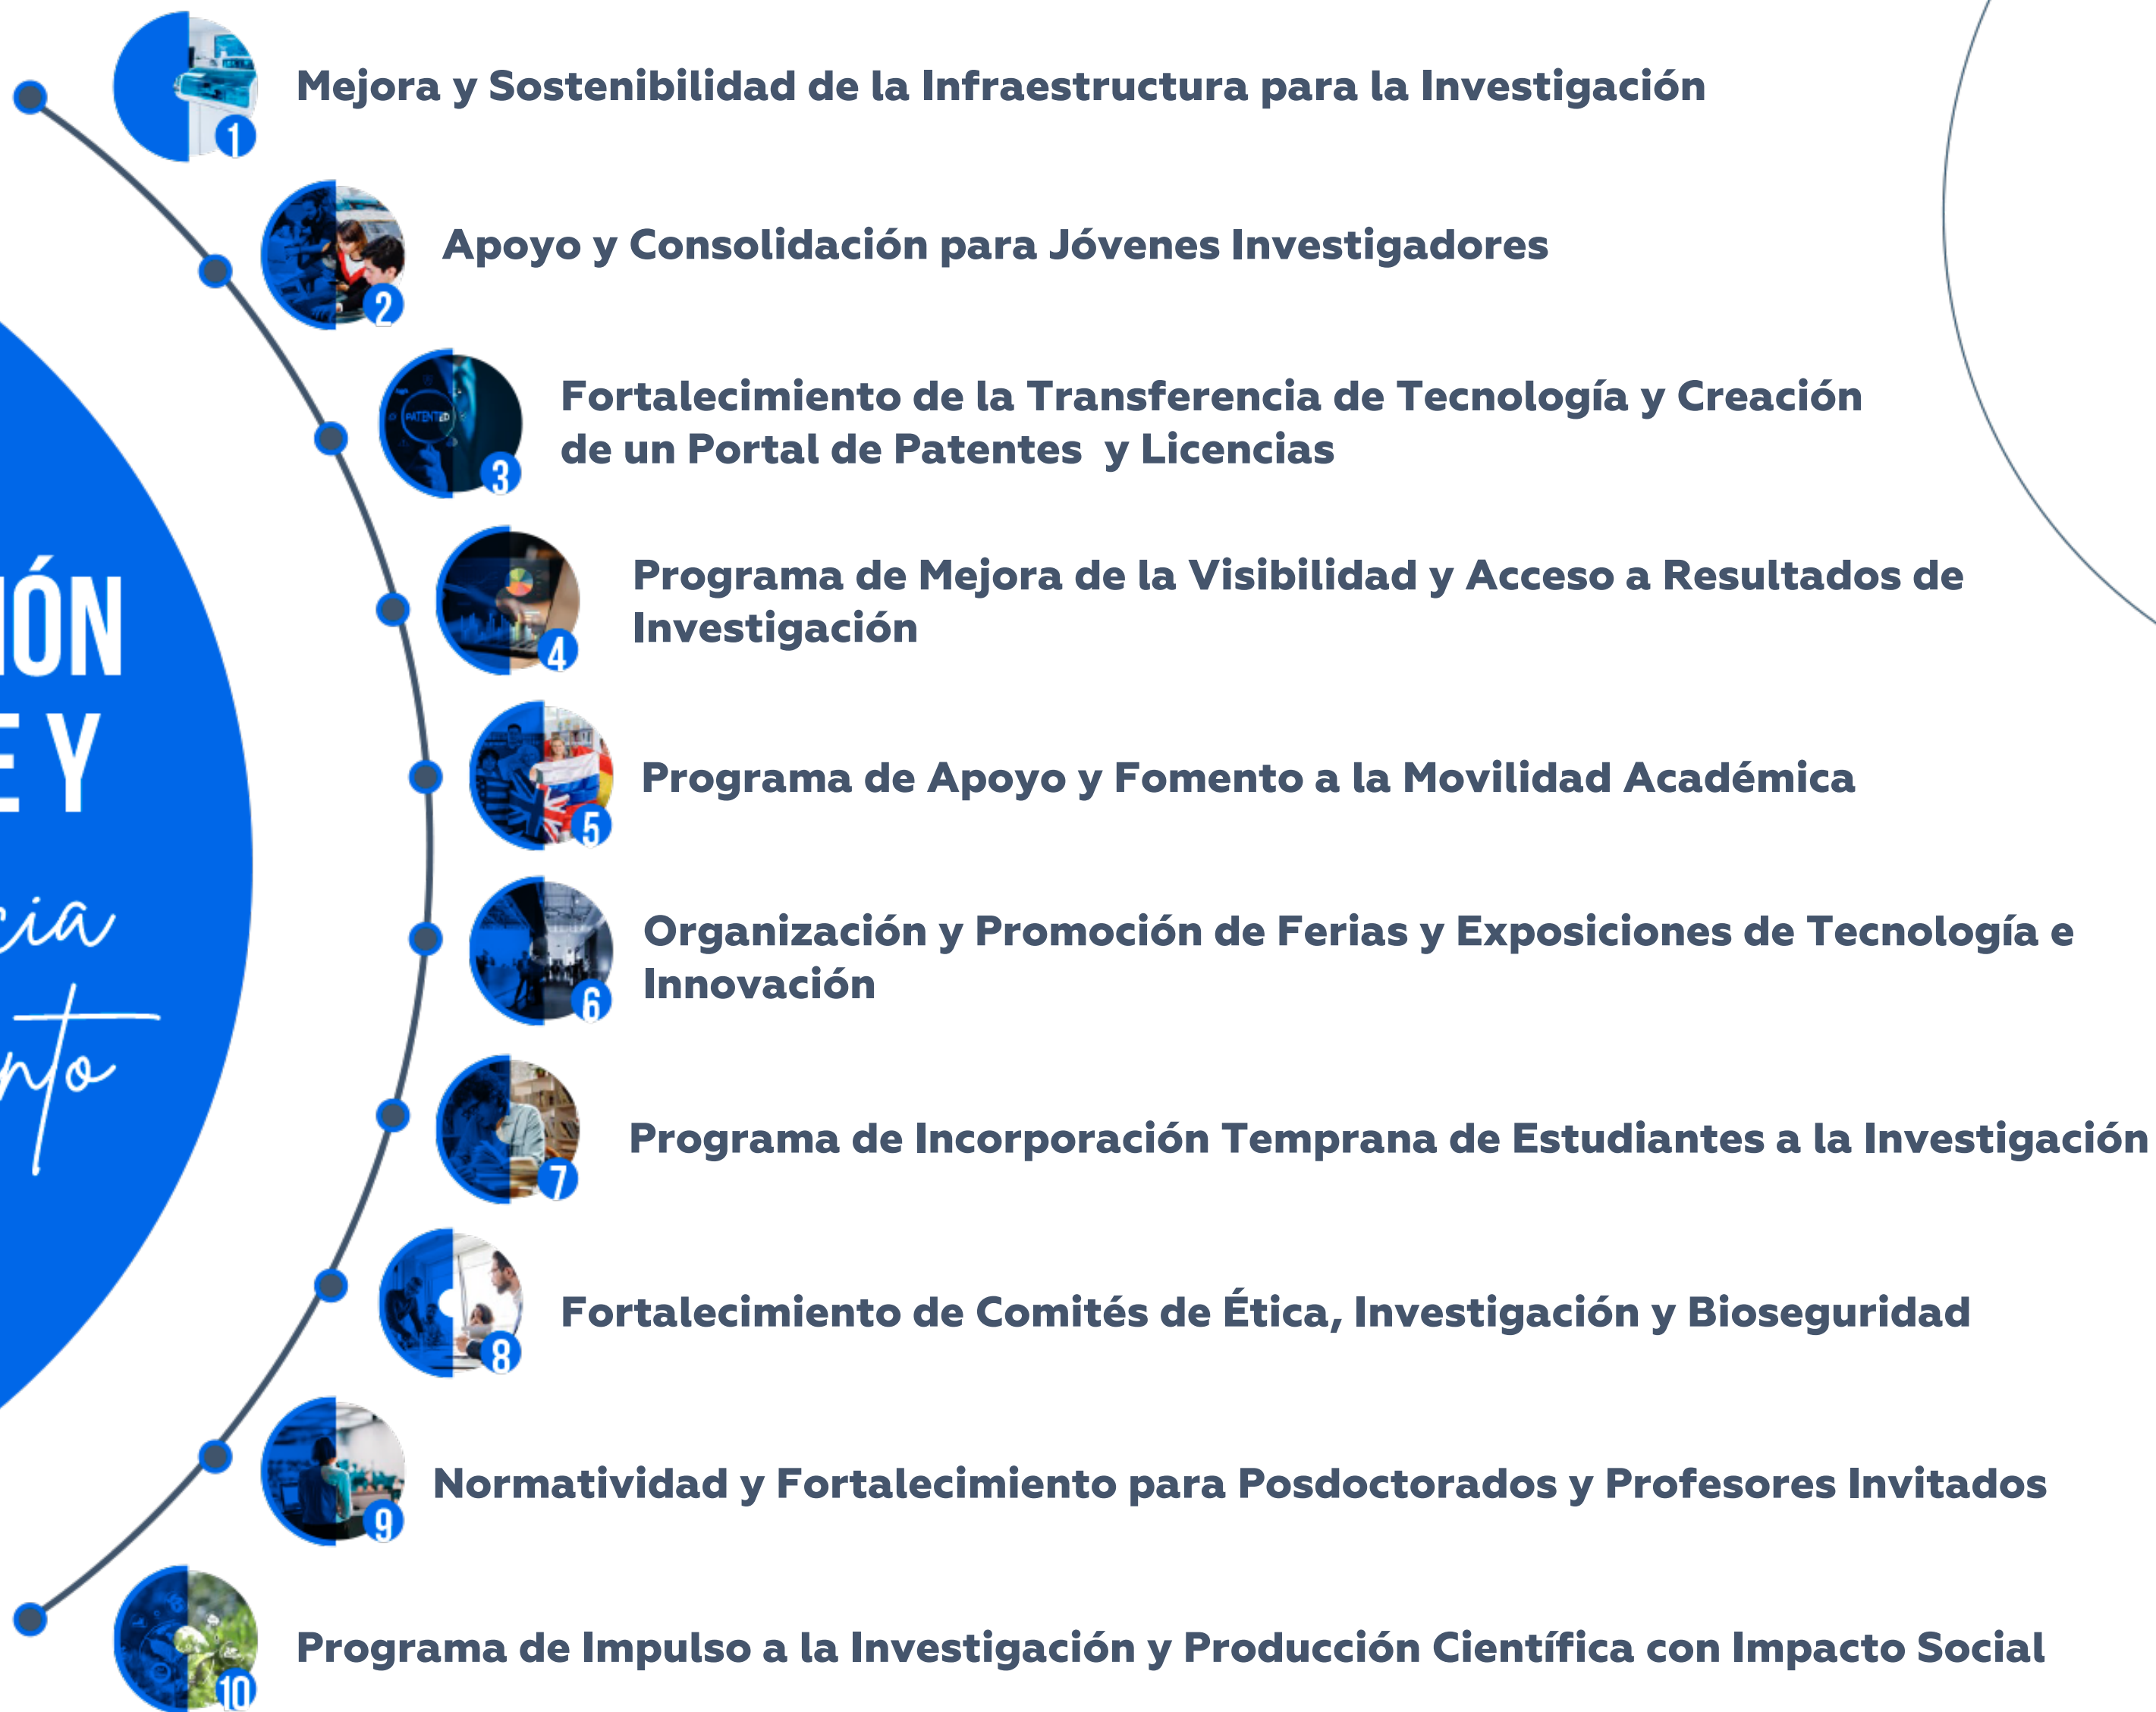 1
Mejora y Sostenibilidad de la Infraestructura para la Investigación
2
Apoyo y Consolidación para Jóvenes Investigadores
PATENTED
3
Fortalecimiento de la Transferencia de Tecnología y Creación
de un Portal de Patentes y Licencias
4
Programa de Mejora de la Visibilidad y Acceso a Resultados de
Investigación
5
Programa de Apoyo y Fomento a la Movilidad Académica
6
Organización y Promoción de Ferias y Exposiciones de Tecnología e
Innovación
7
Programa de Incorporación Temprana de Estudiantes a la Investigación
8
Fortalecimiento de Comités de Ética, Investigación y Bioseguridad
9
Normatividad y Fortalecimiento para Posdoctorados y Profesores Invitados
10
Programa de Impulso a la Investigación y Producción Científica con Impacto Social
IÓN
E Y
cia
nto